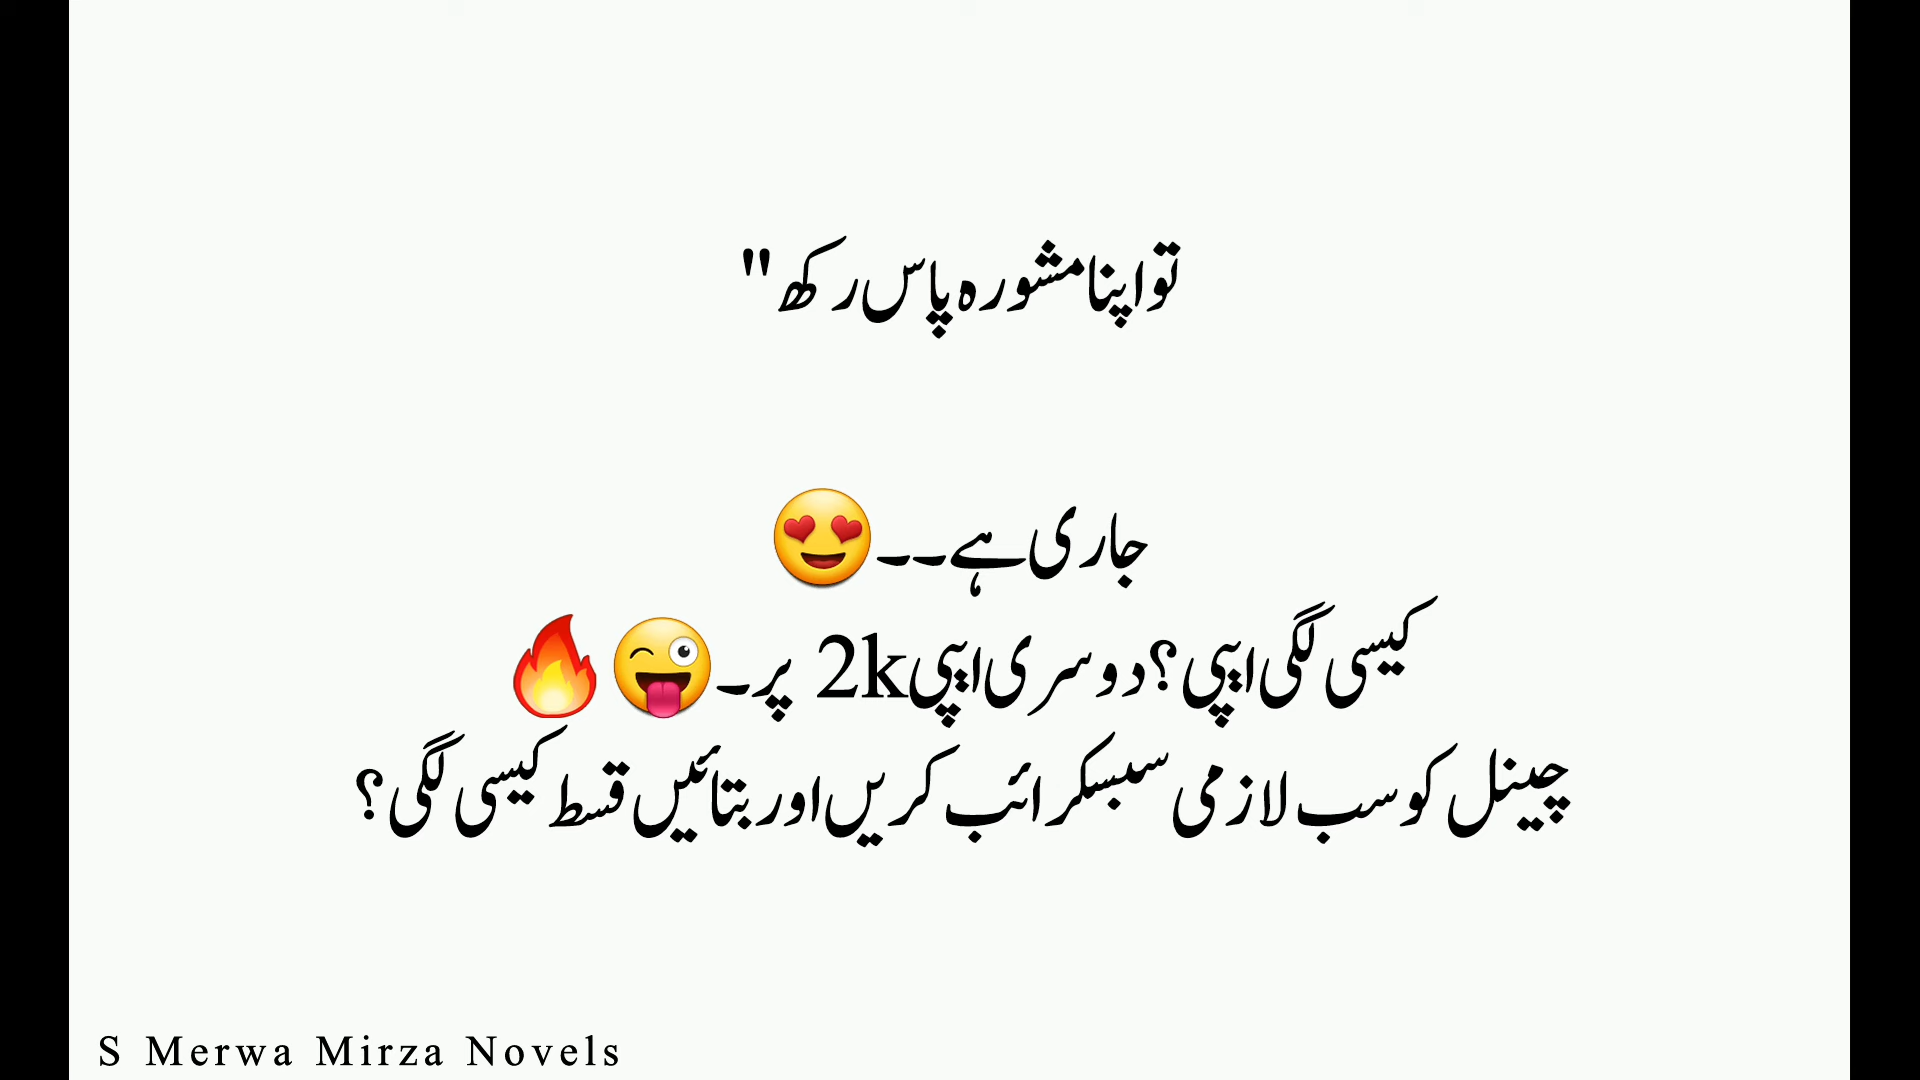 تو اپنا مشورہ پاس رکھ"
جاری ہے۔۔😍
کیسی لگی ایپی؟ دوسری ایپی 2k پر۔😜🔥
چینل کو سب لازمی سبسکرائب کریں اور بتائیں قسط کیسی لگی؟
S Merwa Mirza Novels